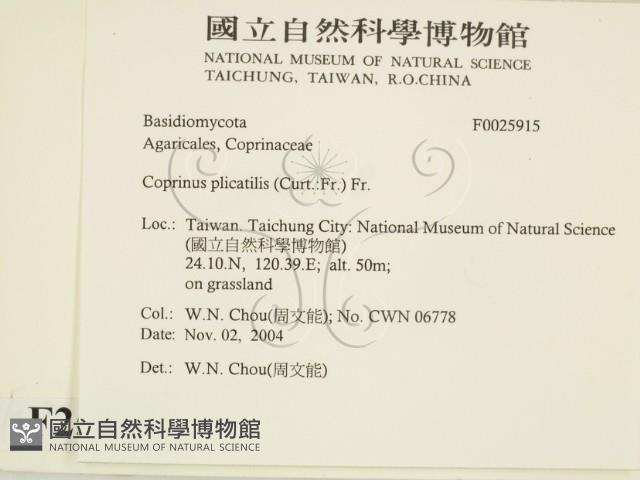 國立自然科學博物館
NATIONAL MUSEUM OF NATURAL SCIENCE
TAICHUNG, TAIWAN, R.O.CHINA
Basidiomycota F0025915
Agaricales, Coprinaceae
Coprinus plicatilis (Curt.:Fr.) Fr.
Loc.: Taiwan. Taichung City: National Museum of Natural Science
(國立自然科學博物館)
24.10.N, 120.39.E; alt. 50m;
on grassland
Col.: W.N. Chou(周文能); No. CWN 06778
Date: Nov. 02, 2004
Det.: W.N. Chou(周文能)
國立自然科學博物館
NATIONAL MUSEUM OF NATURAL SCIENCE